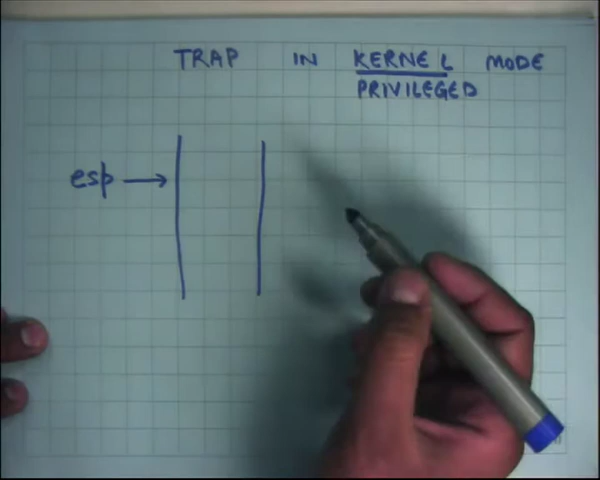 TRAP IN KERNEL MODE
PRIVILEGED
esp →